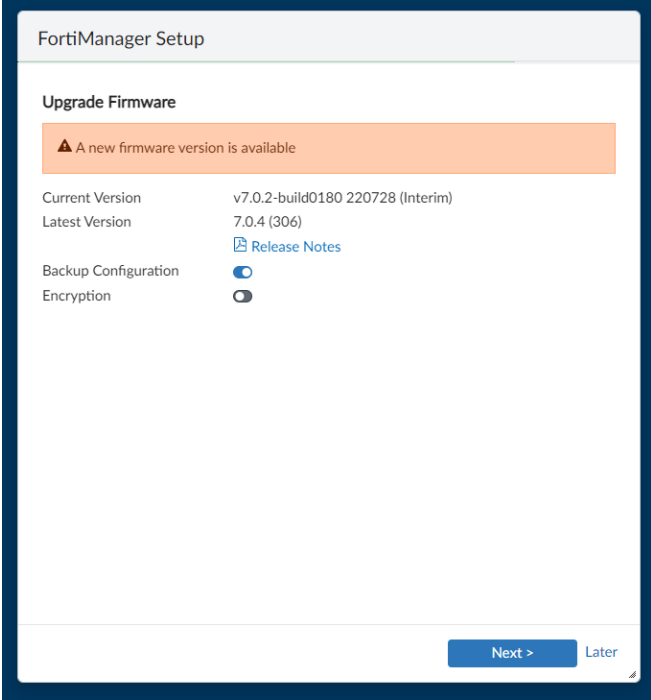 FortiManager Setup
Upgrade Firmware
A new firmware version is available
Current Version v7.0.2-build0180 220728 (Interim)
Latest Version 7.0.4 (306)
Release Notes
Backup Configuration
Encryption
Next > Later